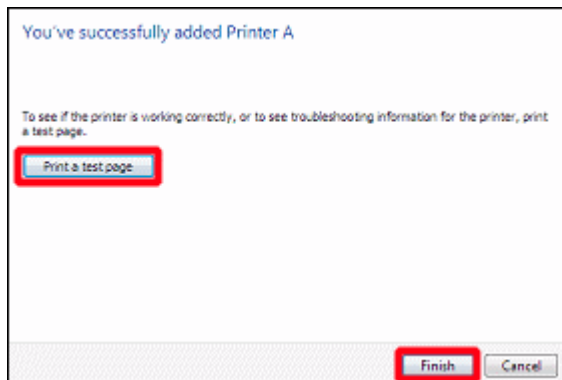 You've successfully added Printer A
To see if the printer is working correctly, or to see troubleshooting information for the printer, print
a test page.
Print a test page
Finish
Cancel